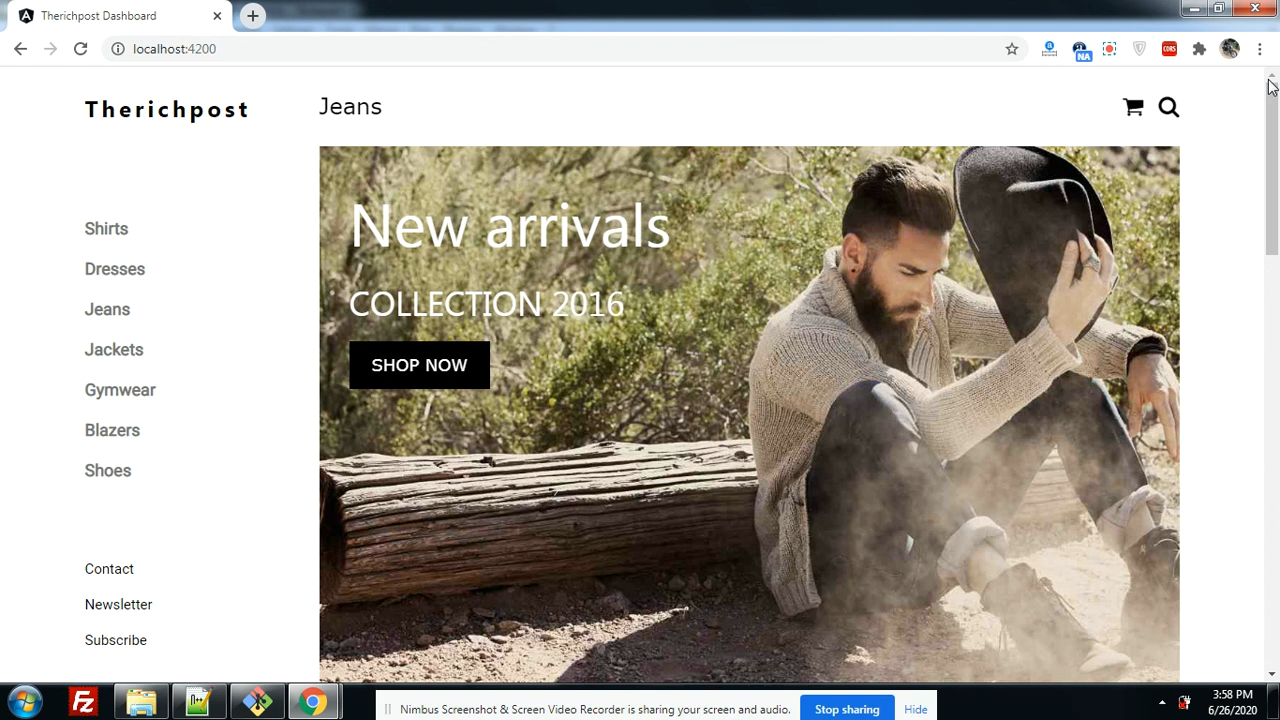 Therichpost Dashboard
localhost:4200
NA
CORS
Therichpost
Jeans
New arrivals
COLLECTION 2016
SHOP NOW
Shirts
Dresses
Jeans
Jackets
Gymwear
Blazers
Shoes
Contact
Newsletter
Subscribe
Nimbus Screenshot & Screen Video Recorder is sharing your screen and audio.
Stop sharing
Hide
3:58 PM
6/26/2020